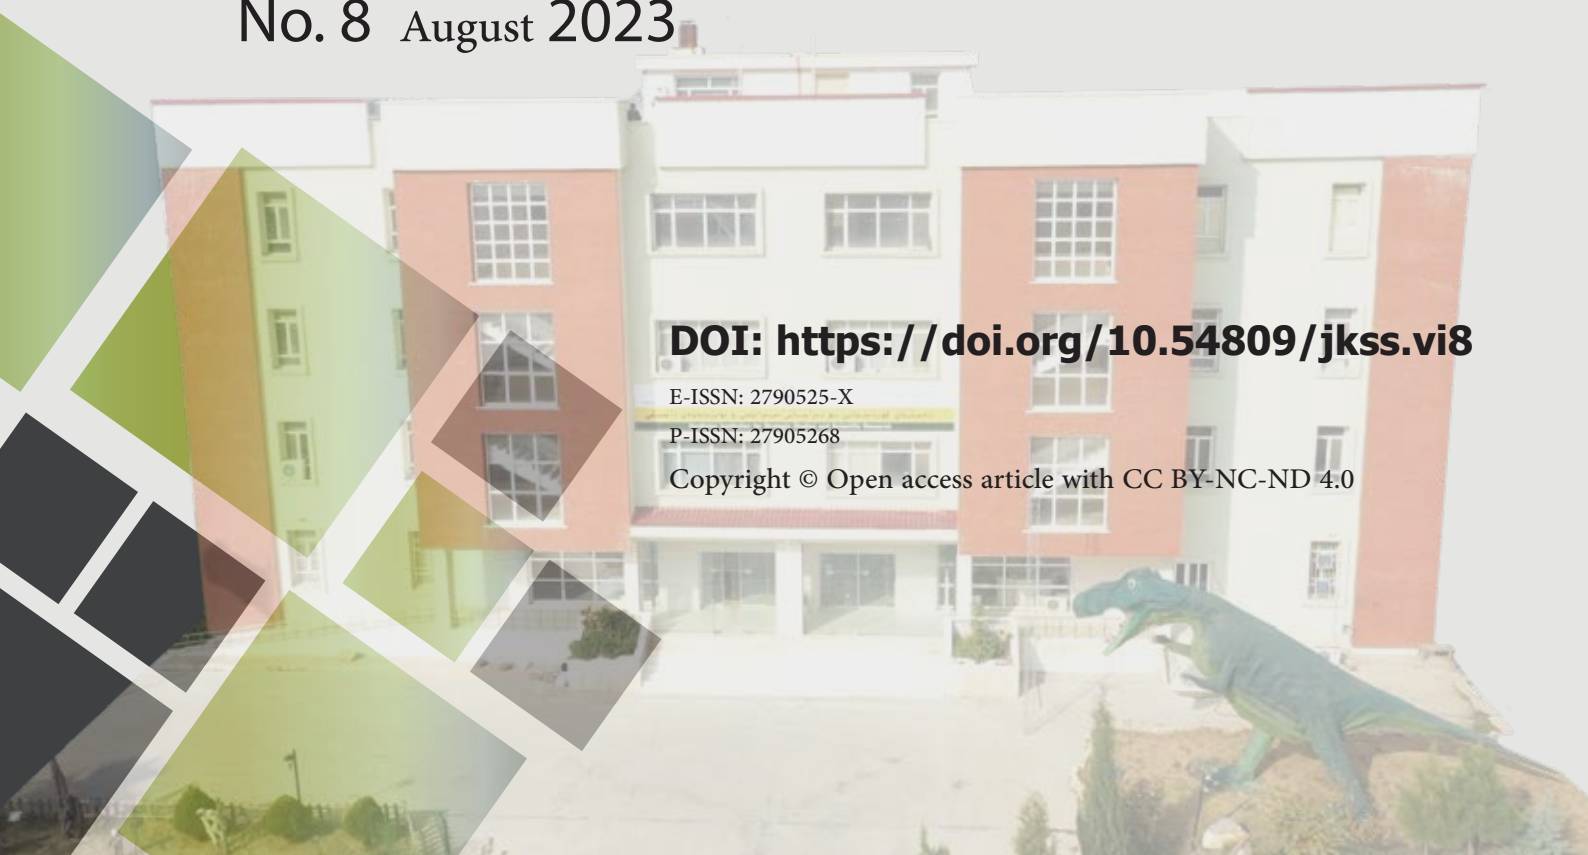 No. 8 August 2023
DOI: https://doi.org/10.54809/jkss.vi8
E-ISSN: 2790525-X
P-ISSN: 27905268
Copyright © Open access article with CC BY-NC-ND 4.0